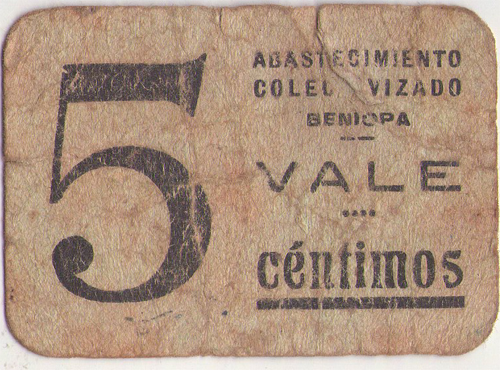 5
ABASTECIMIENTO
COLECTIVIZADO
BENIOPA
VALE
céntimos